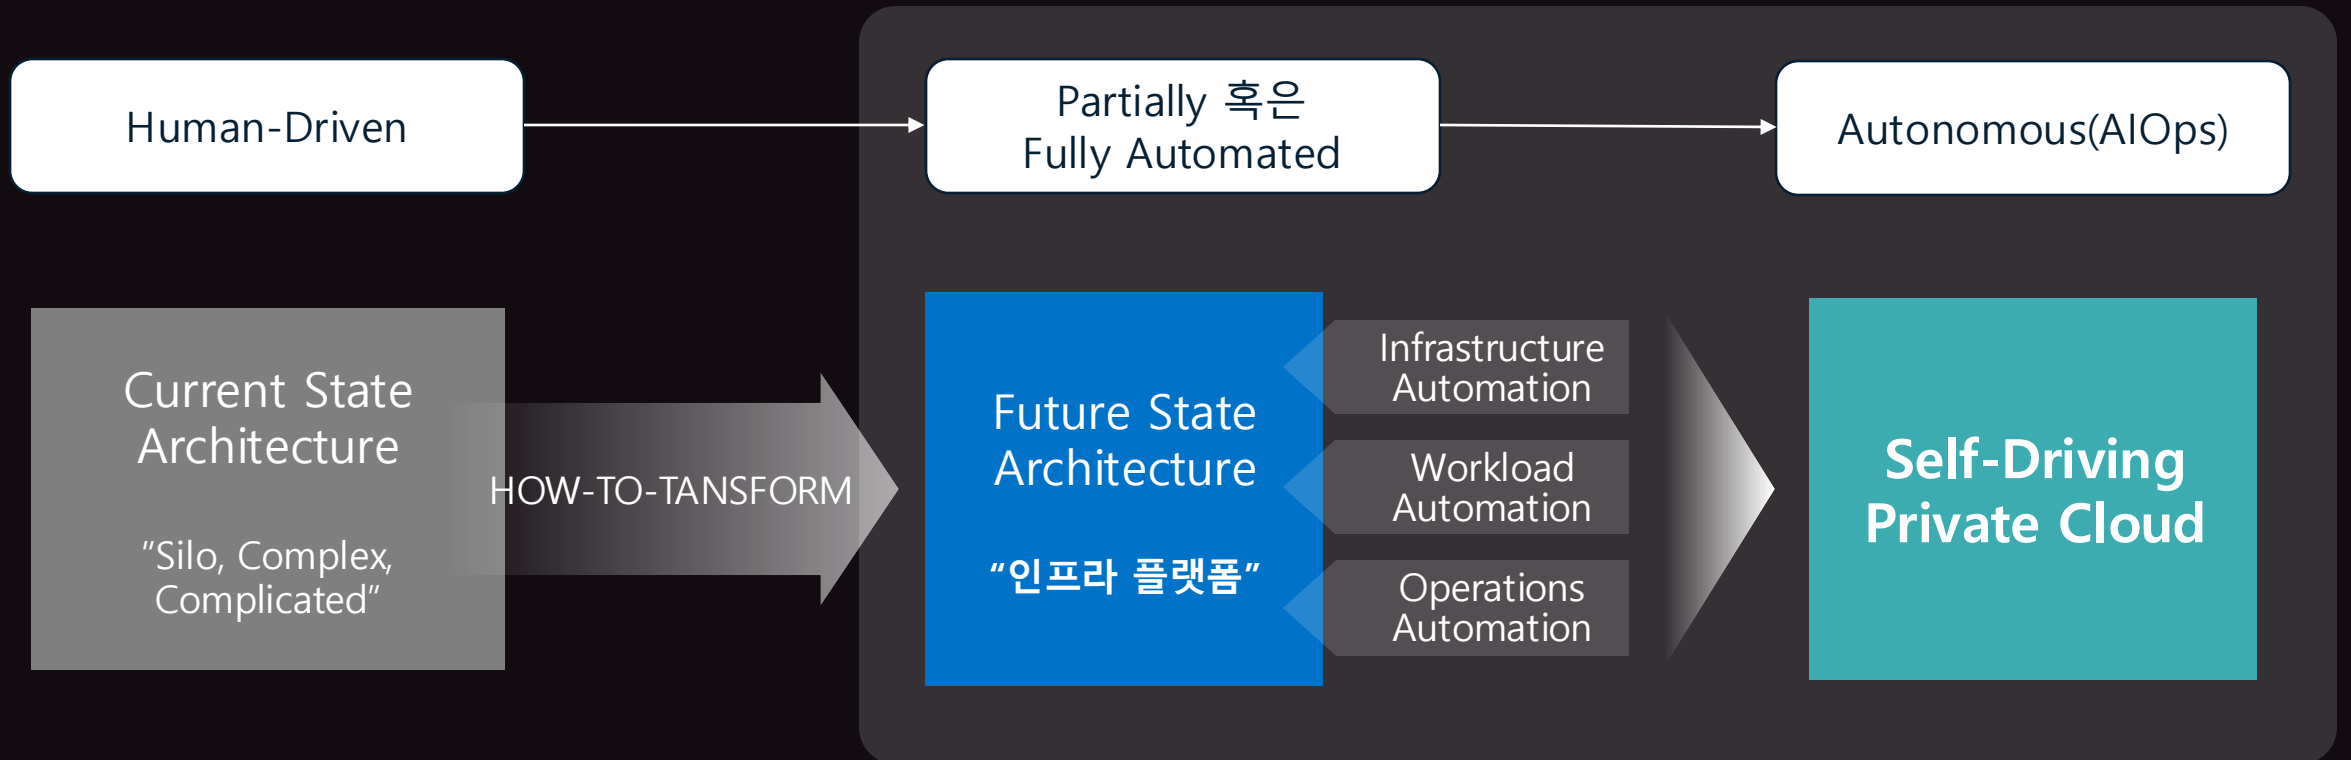 Human-Driven
Partially 혹은
Fully Automated
Autonomous(AIOps)
Current State
Architecture
”Silo, Complex,
Complicated”
HOW-TO-TANSFORM
Future State
Architecture
“인프라 플랫폼”
Infrastructure
Automation
Workload
Automation
Operations
Automation
Self-Driving
Private Cloud